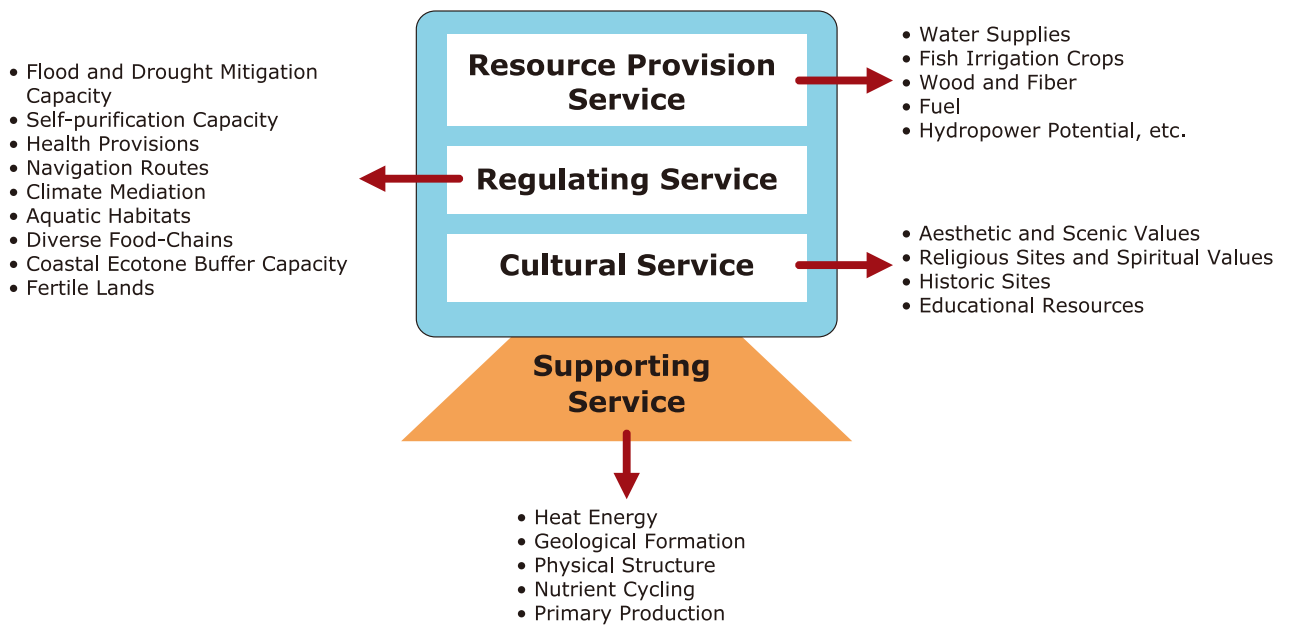 Resource Provision
Service
• Water Supplies
• Fish Irrigation Crops
• Wood and Fiber
• Fuel
• Hydropower Potential, etc.
Regulating Service
• Flood and Drought Mitigation
Capacity
• Self-purification Capacity
• Health Provisions
• Navigation Routes
• Climate Mediation
• Aquatic Habitats
• Diverse Food-Chains
• Coastal Ecotone Buffer Capacity
• Fertile Lands
Cultural Service
• Aesthetic and Scenic Values
• Religious Sites and Spiritual Values
• Historic Sites
• Educational Resources
Supporting
Service
• Heat Energy
• Geological Formation
• Physical Structure
• Nutrient Cycling
• Primary Production